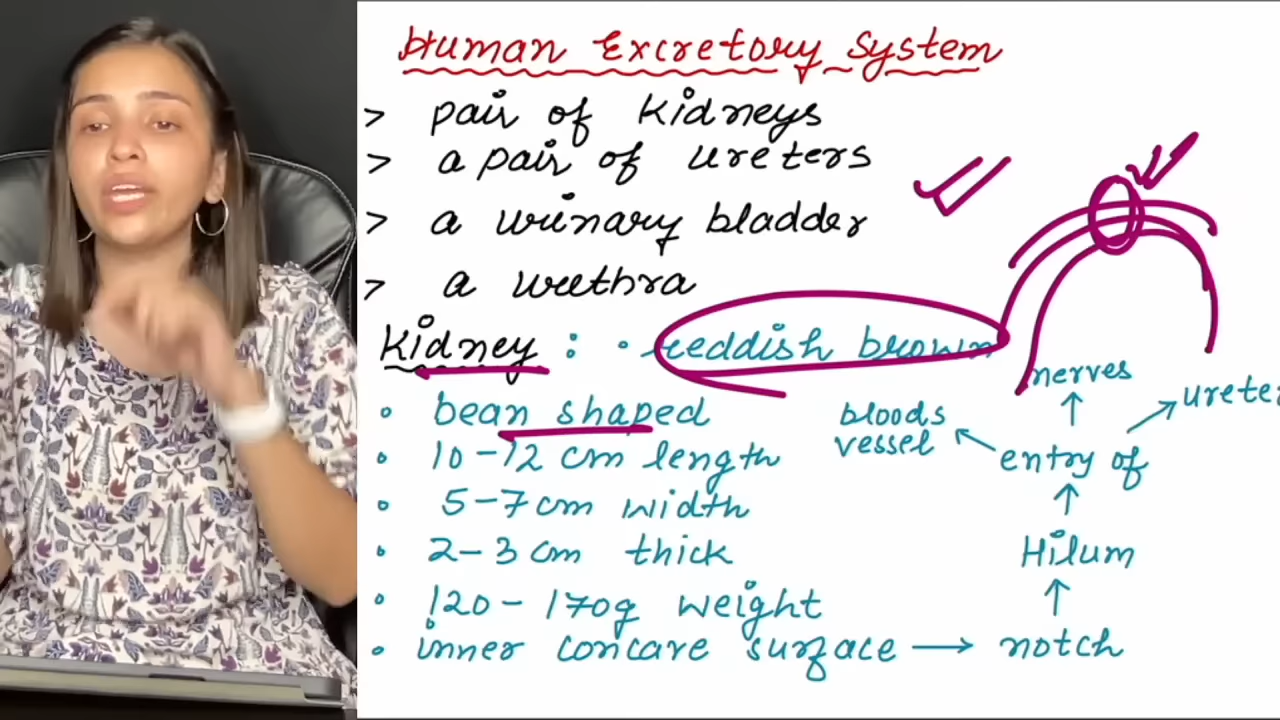 Human Excretory System
> pair of kidneys
> a pair of ureters
> a urinary bladder
> a urethra
Kidney : • reddish brown
• bean shaped
• 10-12 cm length
• 5-7cm width
• 2-3 cm thick
• 120-170g weight
• inner concave surface → notch
↑
Hilum
↑
entry of
bloods
vessel
nerves